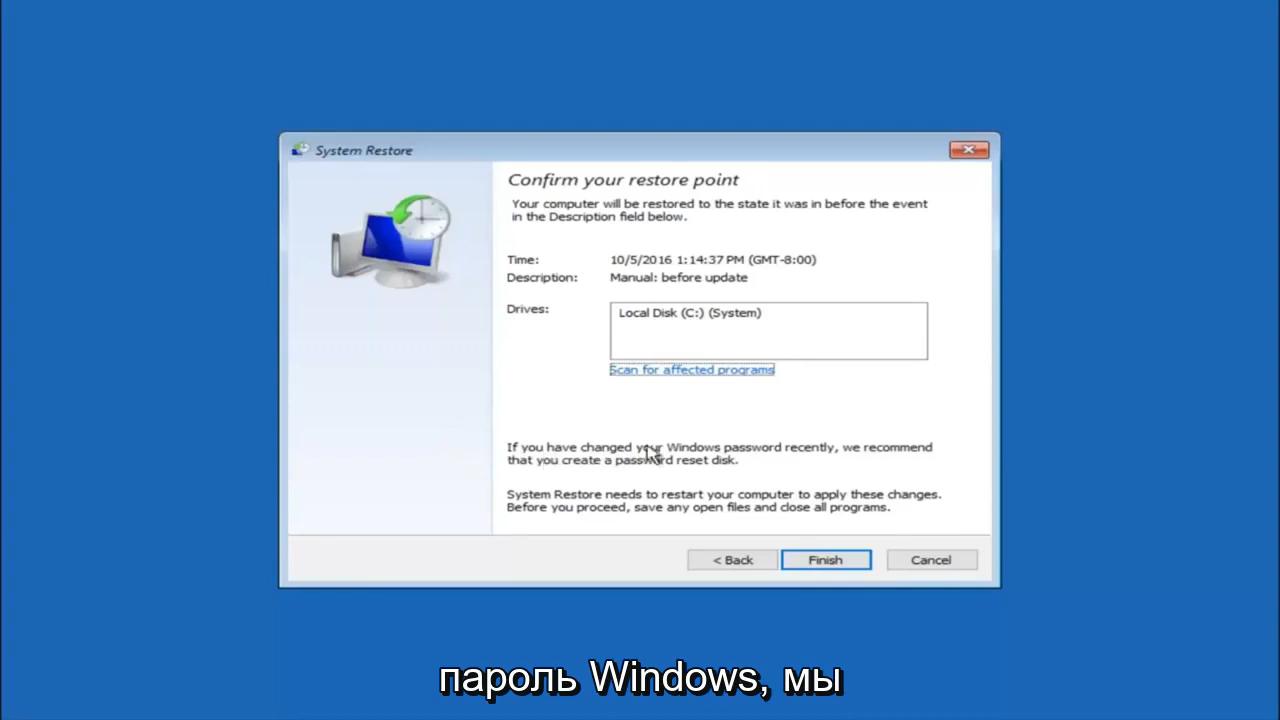 System Restore
Confirm your restore point
Your computer will be restored to the state it was in before the event
in the Description field below.
Time: 10/5/2016 1:14:37 PM (GMT-8:00)
Description: Manual: before update
Drives: Local Disk (C:) (System)
Scan for affected programs
If you have changed your Windows password recently, we recommend
that you create a password reset disk.
System Restore needs to restart your computer to apply these changes.
Before you proceed, save any open files and close all programs.
< Back Finish Cancel
пароль Windows, мы